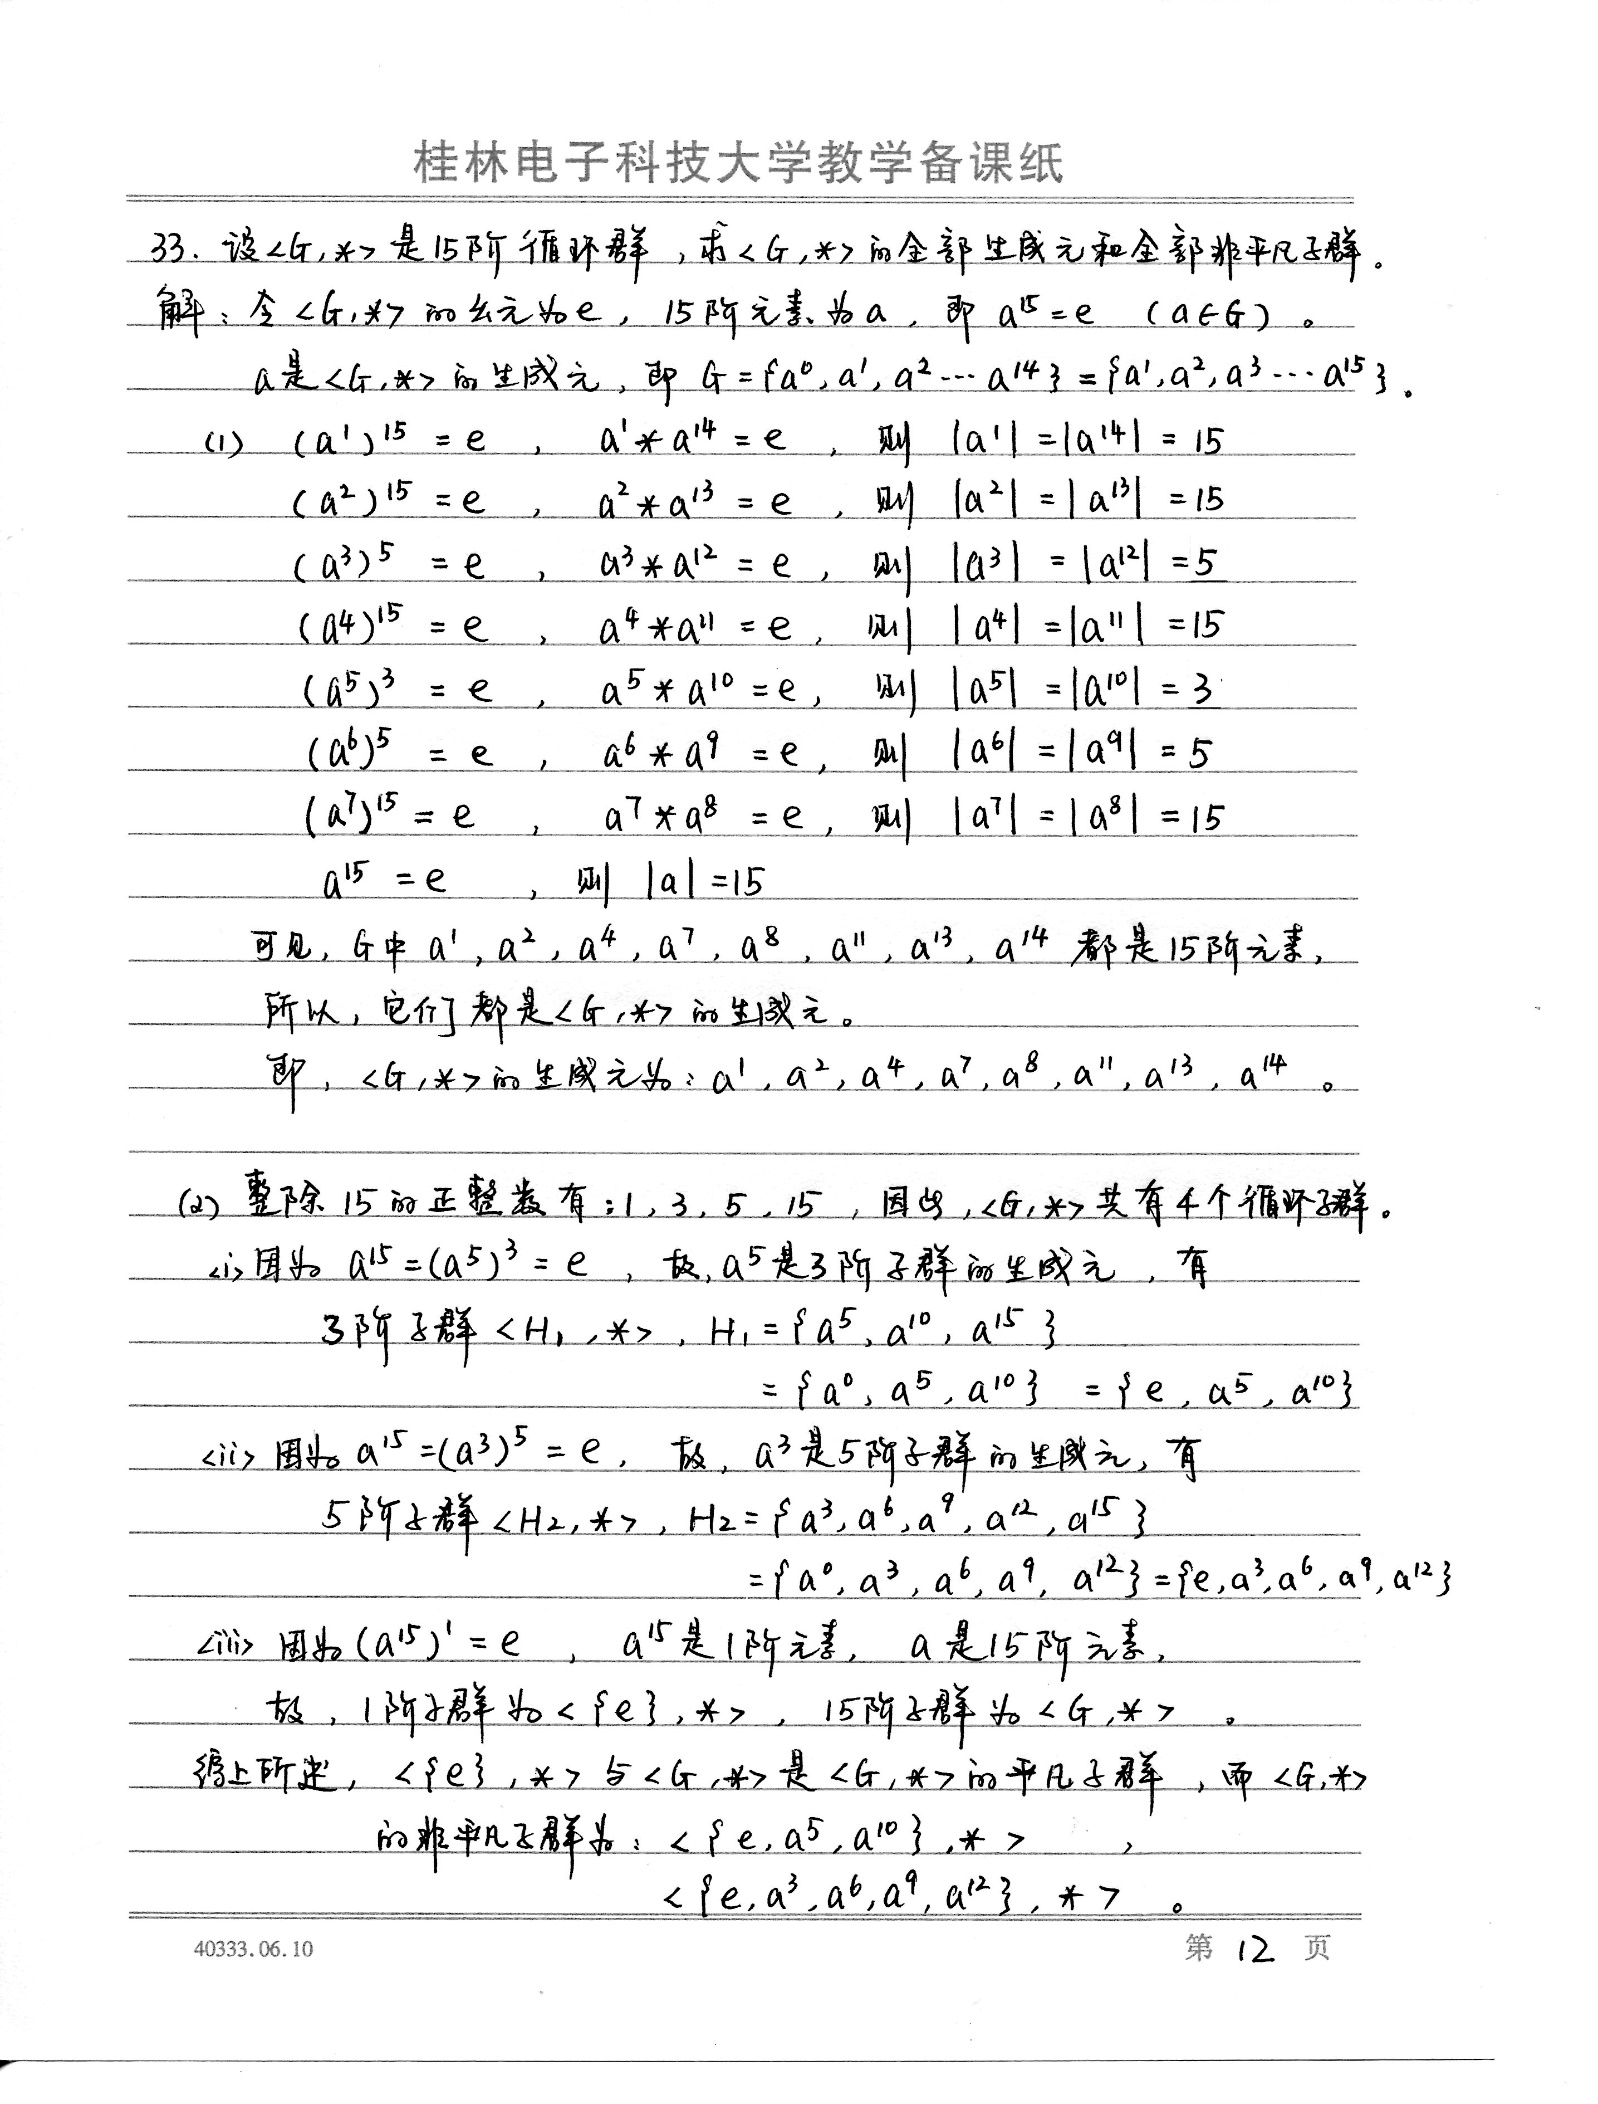 桂林电子科技大学教学备课纸
33. 设<G,*> 是15阶循环群,求<G,*>的全部生成元和全部非平凡子群。
解: 令<G,*>的幺元为e, 15阶元素为a, 即 a¹⁵=e (a∈G)。
a是<G,*>的生成元, 即 G={a⁰, a¹, a²…a¹⁴}={a¹, a², a³…a¹⁵}。
(1) (a¹)¹⁵ = e , a¹*a¹⁴ = e , 则 |a¹|=|a¹⁴| = 15
(a²)¹⁵ = e , a²*a¹³ = e , 则 |a²|=|a¹³| = 15
(a³)⁵ = e , a³*a¹² = e , 则 |a³| = |a¹²| = 5
(a⁴)¹⁵ = e , a⁴*a¹¹ = e , 则 |a⁴| = |a¹¹| = 15
(a⁵)³ = e , a⁵*a¹⁰ = e , 则 |a⁵| = |a¹⁰| = 3
(a⁶)⁵ = e , a⁶*a⁹ = e , 则 |a⁶| = |a⁹| = 5
(a⁷)¹⁵ = e , a⁷*a⁸ = e , 则 |a⁷| = |a⁸| = 15
a¹⁵ = e , 则 |a| = 15
可见, G中 a¹, a², a⁴, a⁷, a⁸, a¹¹, a¹³, a¹⁴ 都是15阶元素,
所以, 它们都是<G,*>的生成元。
即, <G,*>的生成元为: a¹, a², a⁴, a⁷, a⁸, a¹¹, a¹³, a¹⁴ 。
(2) 整除15的正整数有: 1, 3, 5, 15 , 因此, <G,*>共有4个循环子群。
<i> 因为 a¹⁵=(a⁵)³ = e , 故, a⁵是3阶子群的生成元, 有
3阶子群<H₁,*>, H₁={a⁵, a¹⁰, a¹⁵}
={a⁰, a⁵, a¹⁰} ={e, a⁵, a¹⁰}
<ii> 因为 a¹⁵=(a³)⁵ = e, 故, a³是5阶子群的生成元, 有
5阶子群<H₂,*>, H₂={a³, a⁶, a⁹, a¹², a¹⁵}
={a⁰, a³, a⁶, a⁹, a¹²}={e, a³, a⁶, a⁹, a¹²}
<iii> 因为(a¹⁵)¹ = e , a¹⁵是1阶元素, a是15阶元素,
故, 1阶子群为<{e},*>, 15阶子群为<G,*> 。
综上所述, <{e},*>与<G,*>是<G,*>的平凡子群, 而<G,*>
的非平凡子群为: <{e, a⁵, a¹⁰},*> ,
<{e, a³, a⁶, a⁹, a¹²},*> 。
40333.06.10 第 12 页